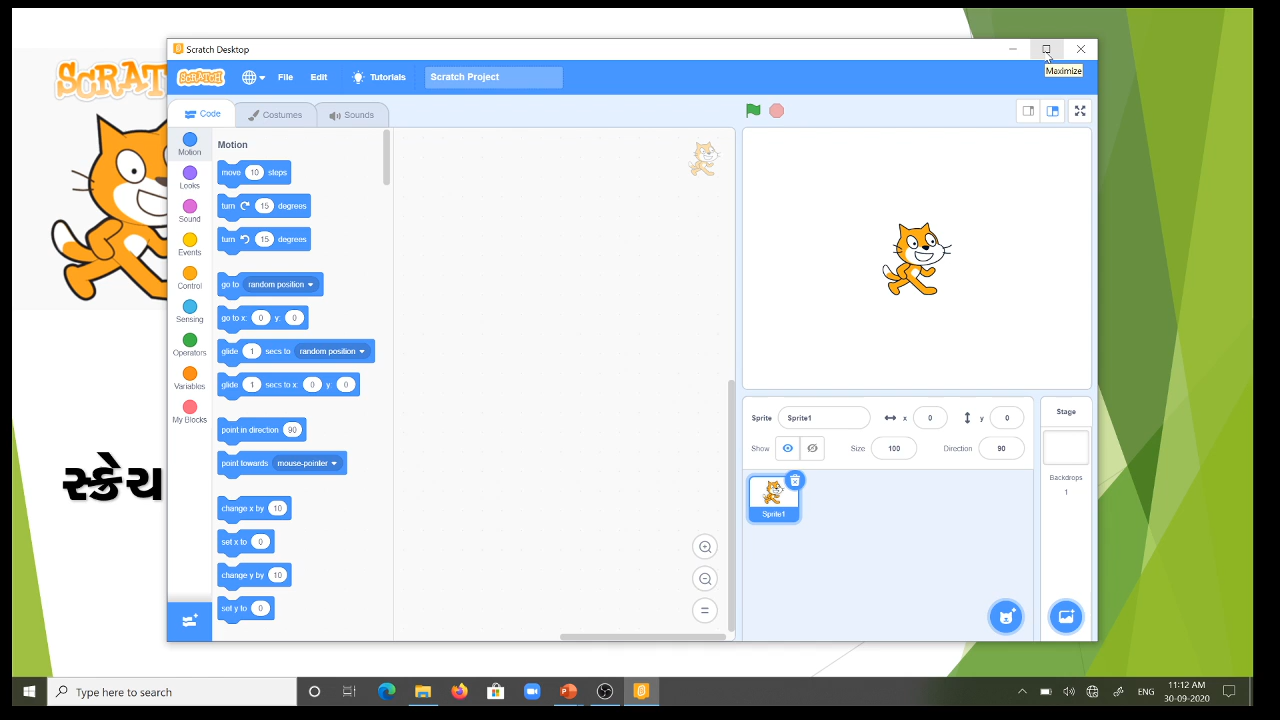 SCRATCH
સ્ક્રેચ
Scratch Desktop
Maximize
SCRATCH File Edit Tutorials Scratch Project
Code Costumes Sounds
Motion
Looks
Sound
Events
Control
Sensing
Operators
Variables
My Blocks
Motion
move 10 steps
turn 15 degrees
turn 15 degrees
go to random position
go to x: 0 y: 0
glide 1 secs to random position
glide 1 secs to x: 0 y: 0
point in direction 90
point towards mouse-pointer
change x by 10
set x to 0
change y by 10
set y to 0
Sprite Sprite1 x 0 y 0
Show Size 100 Direction 90
Sprite1
Stage
Backdrops
1
Type here to search
ENG
11:12 AM
30-09-2020